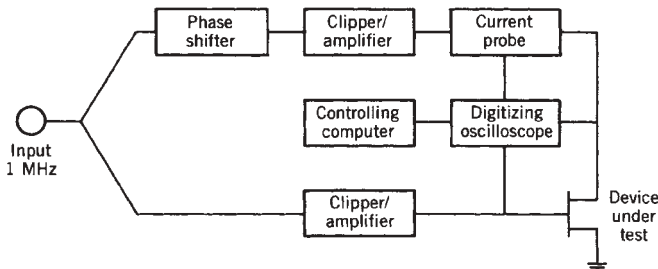 Phase
shifter
Clipper/
amplifier
Current
probe
Controlling
computer
Digitizing
oscilloscope
Input
1 MHz
Clipper/
amplifier
Device
under
test